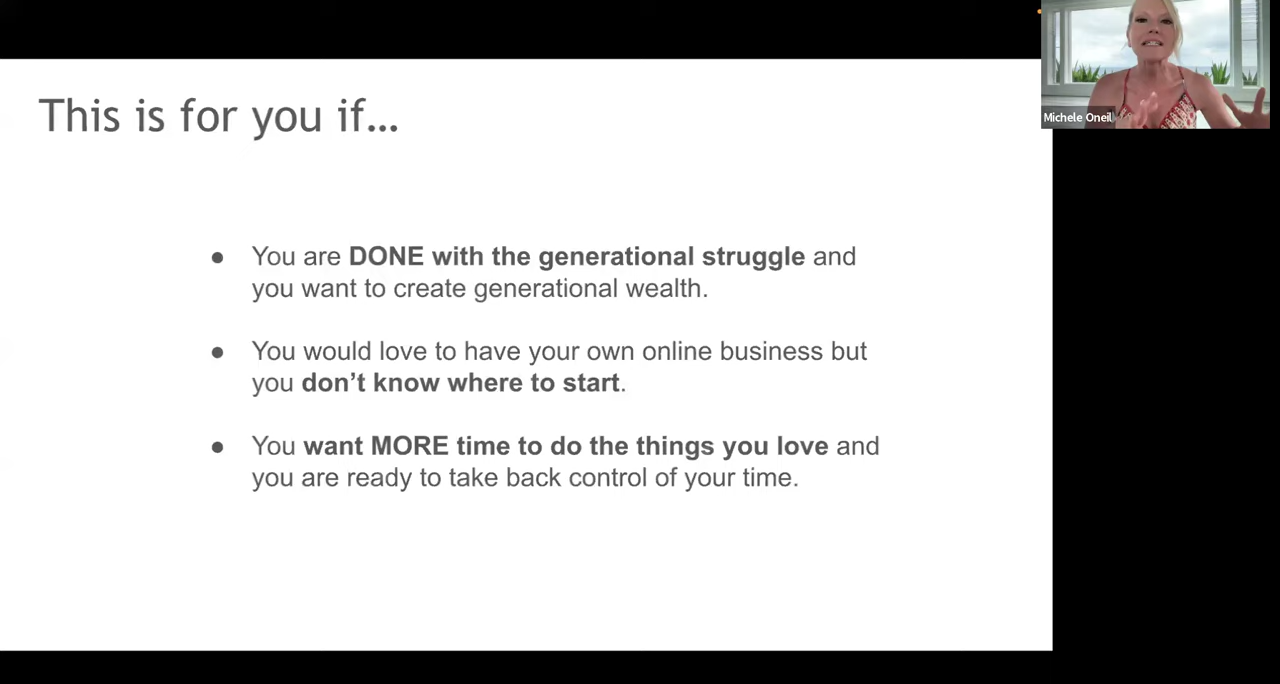 This is for you if...
● You are DONE with the generational struggle and
you want to create generational wealth.
● You would love to have your own online business but
you don’t know where to start.
● You want MORE time to do the things you love and
you are ready to take back control of your time.
Michele Oneil